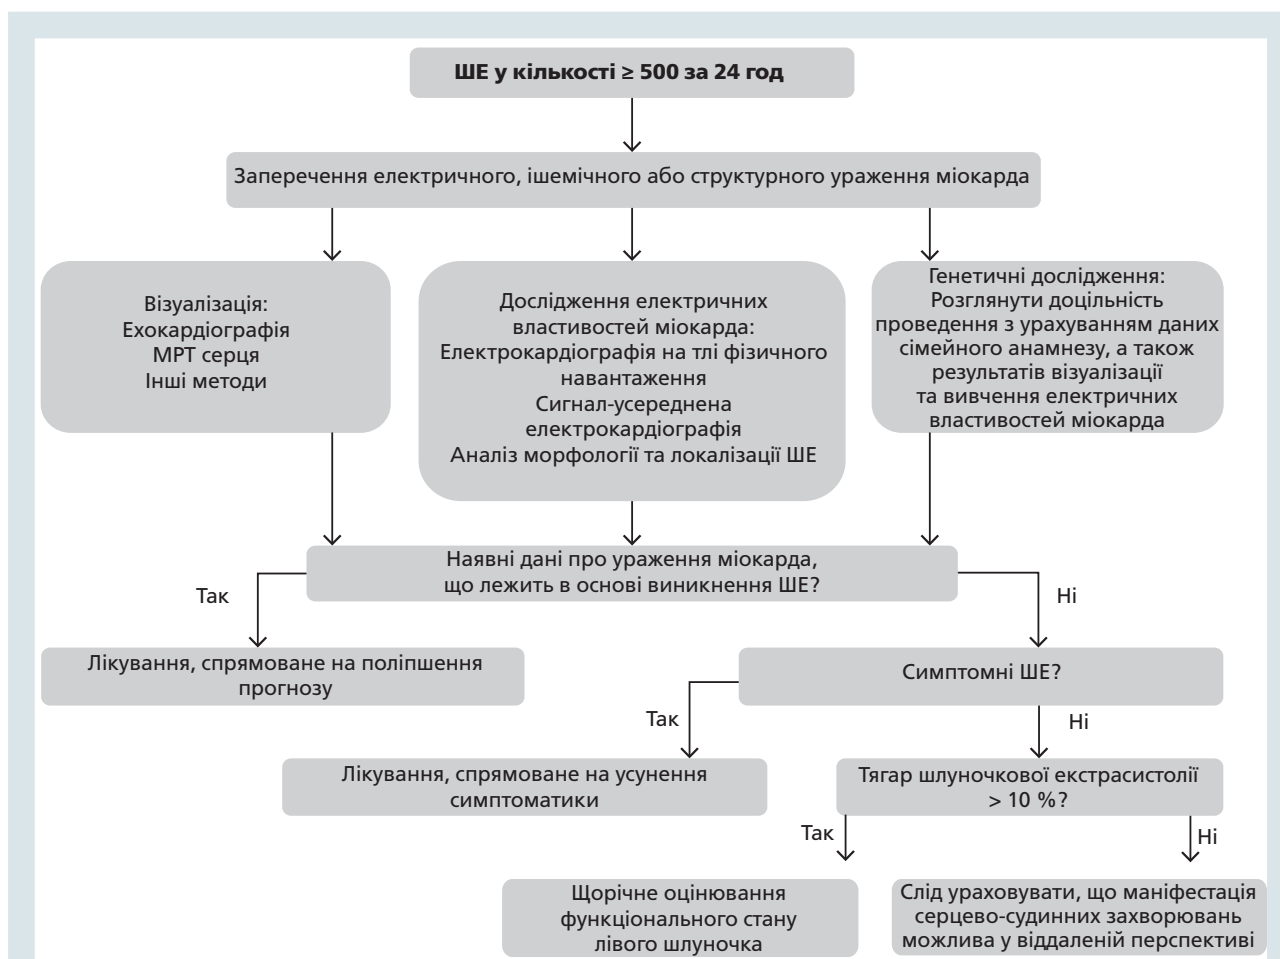 ШЕ у кількості ≥ 500 за 24 год
Заперечення електричного, ішемічного або структурного ураження міокарда
Візуалізація:
Ехокардіографія
МРТ серця
Інші методи
Дослідження електричних
властивостей міокарда:
Електрокардіографія на тлі фізичного
навантаження
Сигнал-усереднена
електрокардіографія
Аналіз морфології та локалізації ШЕ
Генетичні дослідження:
Розглянути доцільність
проведення з урахуванням даних
сімейного анамнезу, а також
результатів візуалізації
та вивчення електричних
властивостей міокарда
Наявні дані про ураження міокарда,
що лежить в основі виникнення ШЕ?
Так
Ні
Лікування, спрямоване на поліпшення
прогнозу
Симптомні ШЕ?
Так
Ні
Лікування, спрямоване на усунення
симптоматики
Тягар шлуночкової екстрасистолії
> 10 %?
Так
Ні
Щорічне оцінювання
функціонального стану
лівого шлуночка
Слід ураховувати, що маніфестація
серцево-судинних захворювань
можлива у віддаленій перспективі